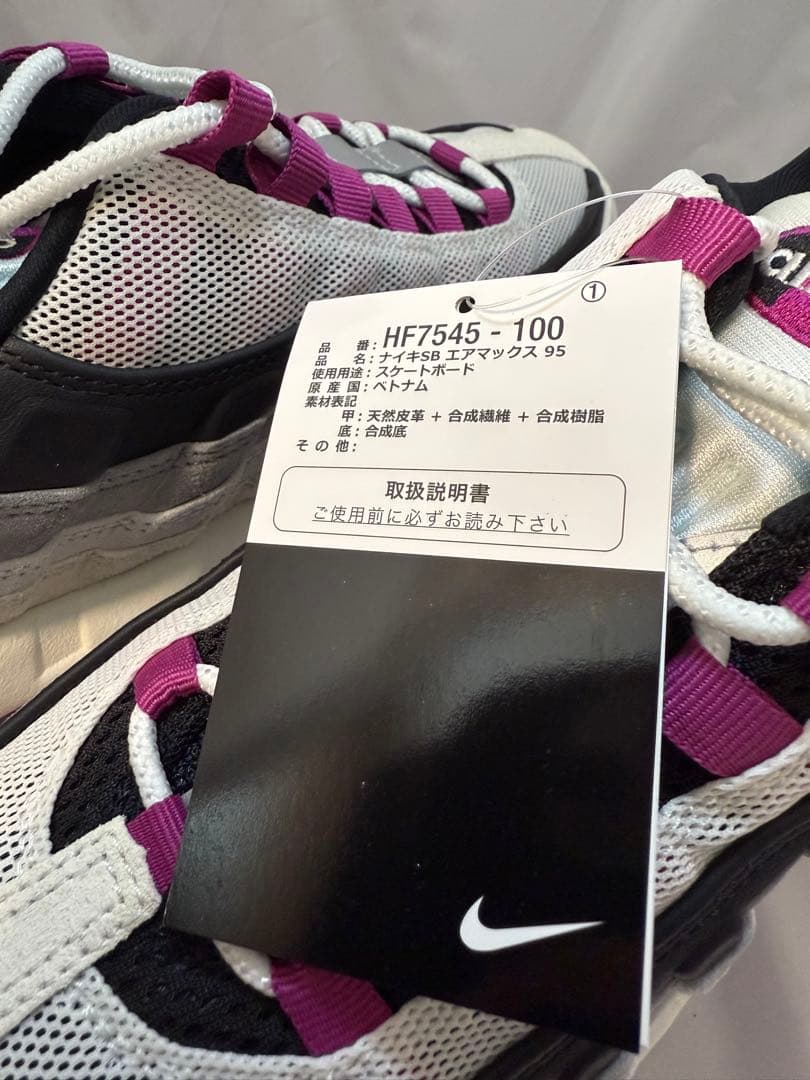 ①
品 番：HF7545 - 100
品 名：ナイキSB エアマックス 95
使用用途：スケートボード
原 産 国：ベトナム
素材表記
甲：天然皮革 + 合成繊維 + 合成樹脂
底：合成底
そ の 他：
取扱説明書
ご使用前に必ずお読み下さい